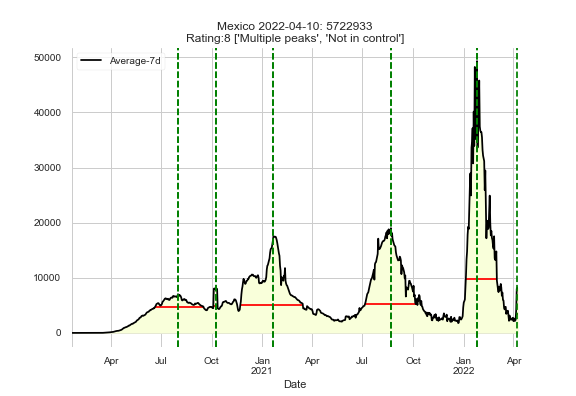 Mexico 2022-04-10: 5722933
Rating:8 ['Multiple peaks', 'Not in control']
Average-7d
50000
40000
30000
20000
10000
0
Apr Jul Oct Jan Apr Jul Oct Jan Apr
2021 2022
Date